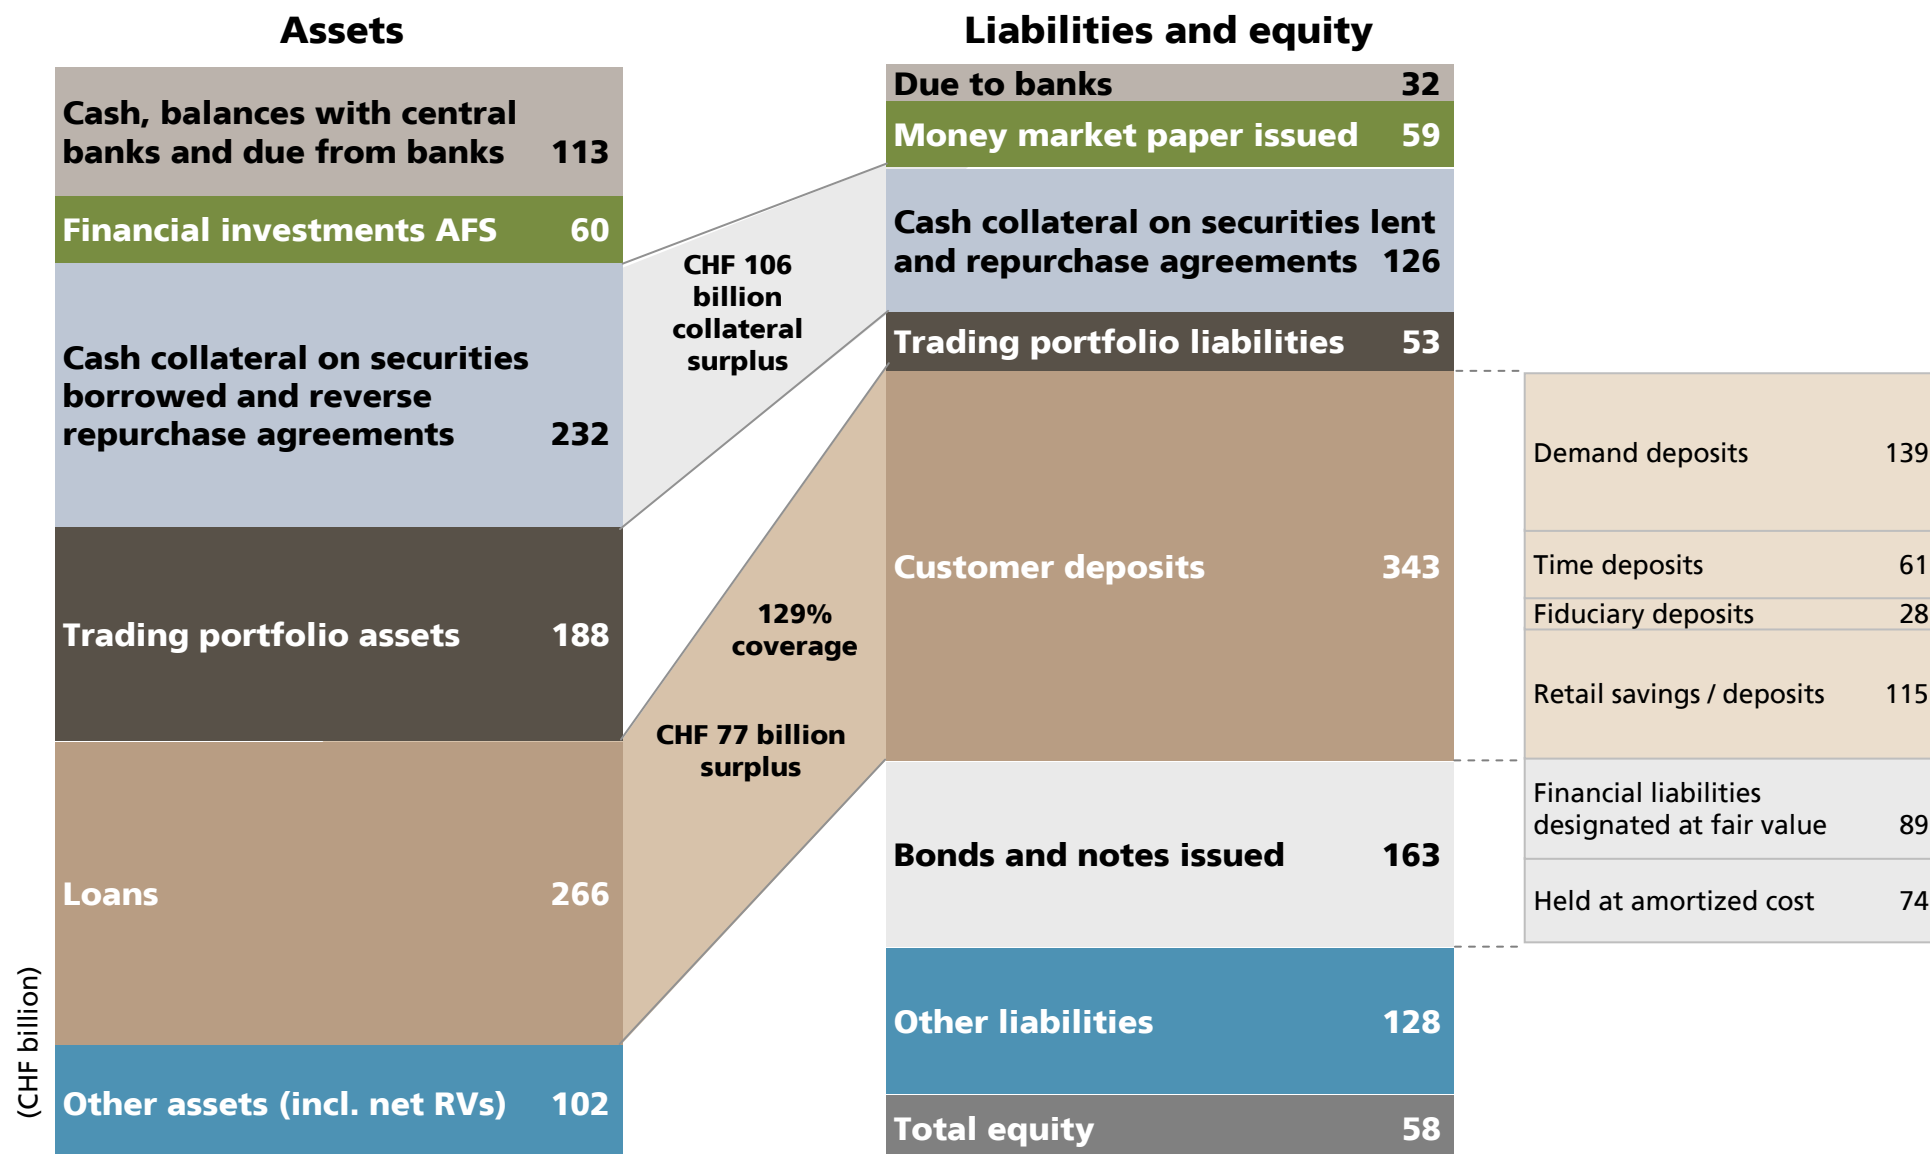 Assets
Cash, balances with central
banks and due from banks 113
Financial investments AFS 60
Cash collateral on securities
borrowed and reverse
repurchase agreements 232
Trading portfolio assets 188
Loans 266
Other assets (incl. net RVs) 102
(CHF billion)
CHF 106
billion
collateral
surplus
129%
coverage
CHF 77 billion
surplus
Liabilities and equity
Due to banks 32
Money market paper issued 59
Cash collateral on securities lent
and repurchase agreements 126
Trading portfolio liabilities 53
Customer deposits 343
Bonds and notes issued 163
Other liabilities 128
Total equity 58
Demand deposits 139
Time deposits 61
Fiduciary deposits 28
Retail savings / deposits 115
Financial liabilities
designated at fair value 89
Held at amortized cost 74